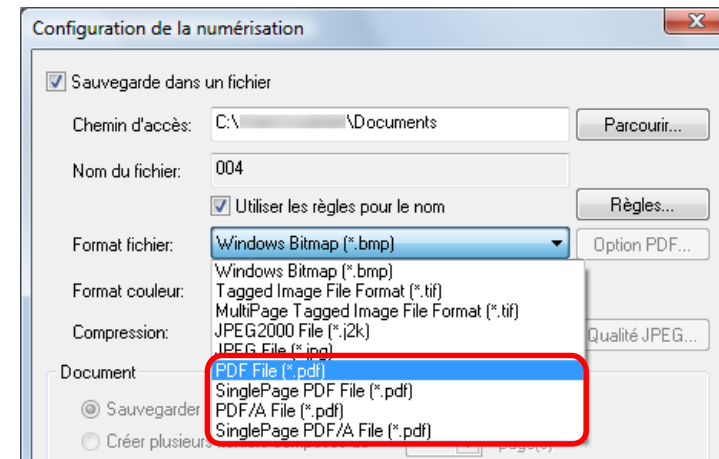 Configuration de la numérisation
Sauvegarde dans un fichier
Chemin d'accès: C:\ \Documents Parcourir...
Nom du fichier: 004
Utiliser les règles pour le nom Règles...
Format fichier: Windows Bitmap (*.bmp) Option PDF...
Windows Bitmap (*.bmp)
Format couleur: Tagged Image File Format (*.tif)
MultiPage Tagged Image File Format (*.tif)
Compression: JPEG2000 File (*.j2k) Qualité JPEG...
JPEG File (*.jpg)
Document PDF File (*.pdf)
SinglePage PDF File (*.pdf)
Sauvegarder PDF/A File (*.pdf)
SinglePage PDF/A File (*.pdf)
Créer plusieurs